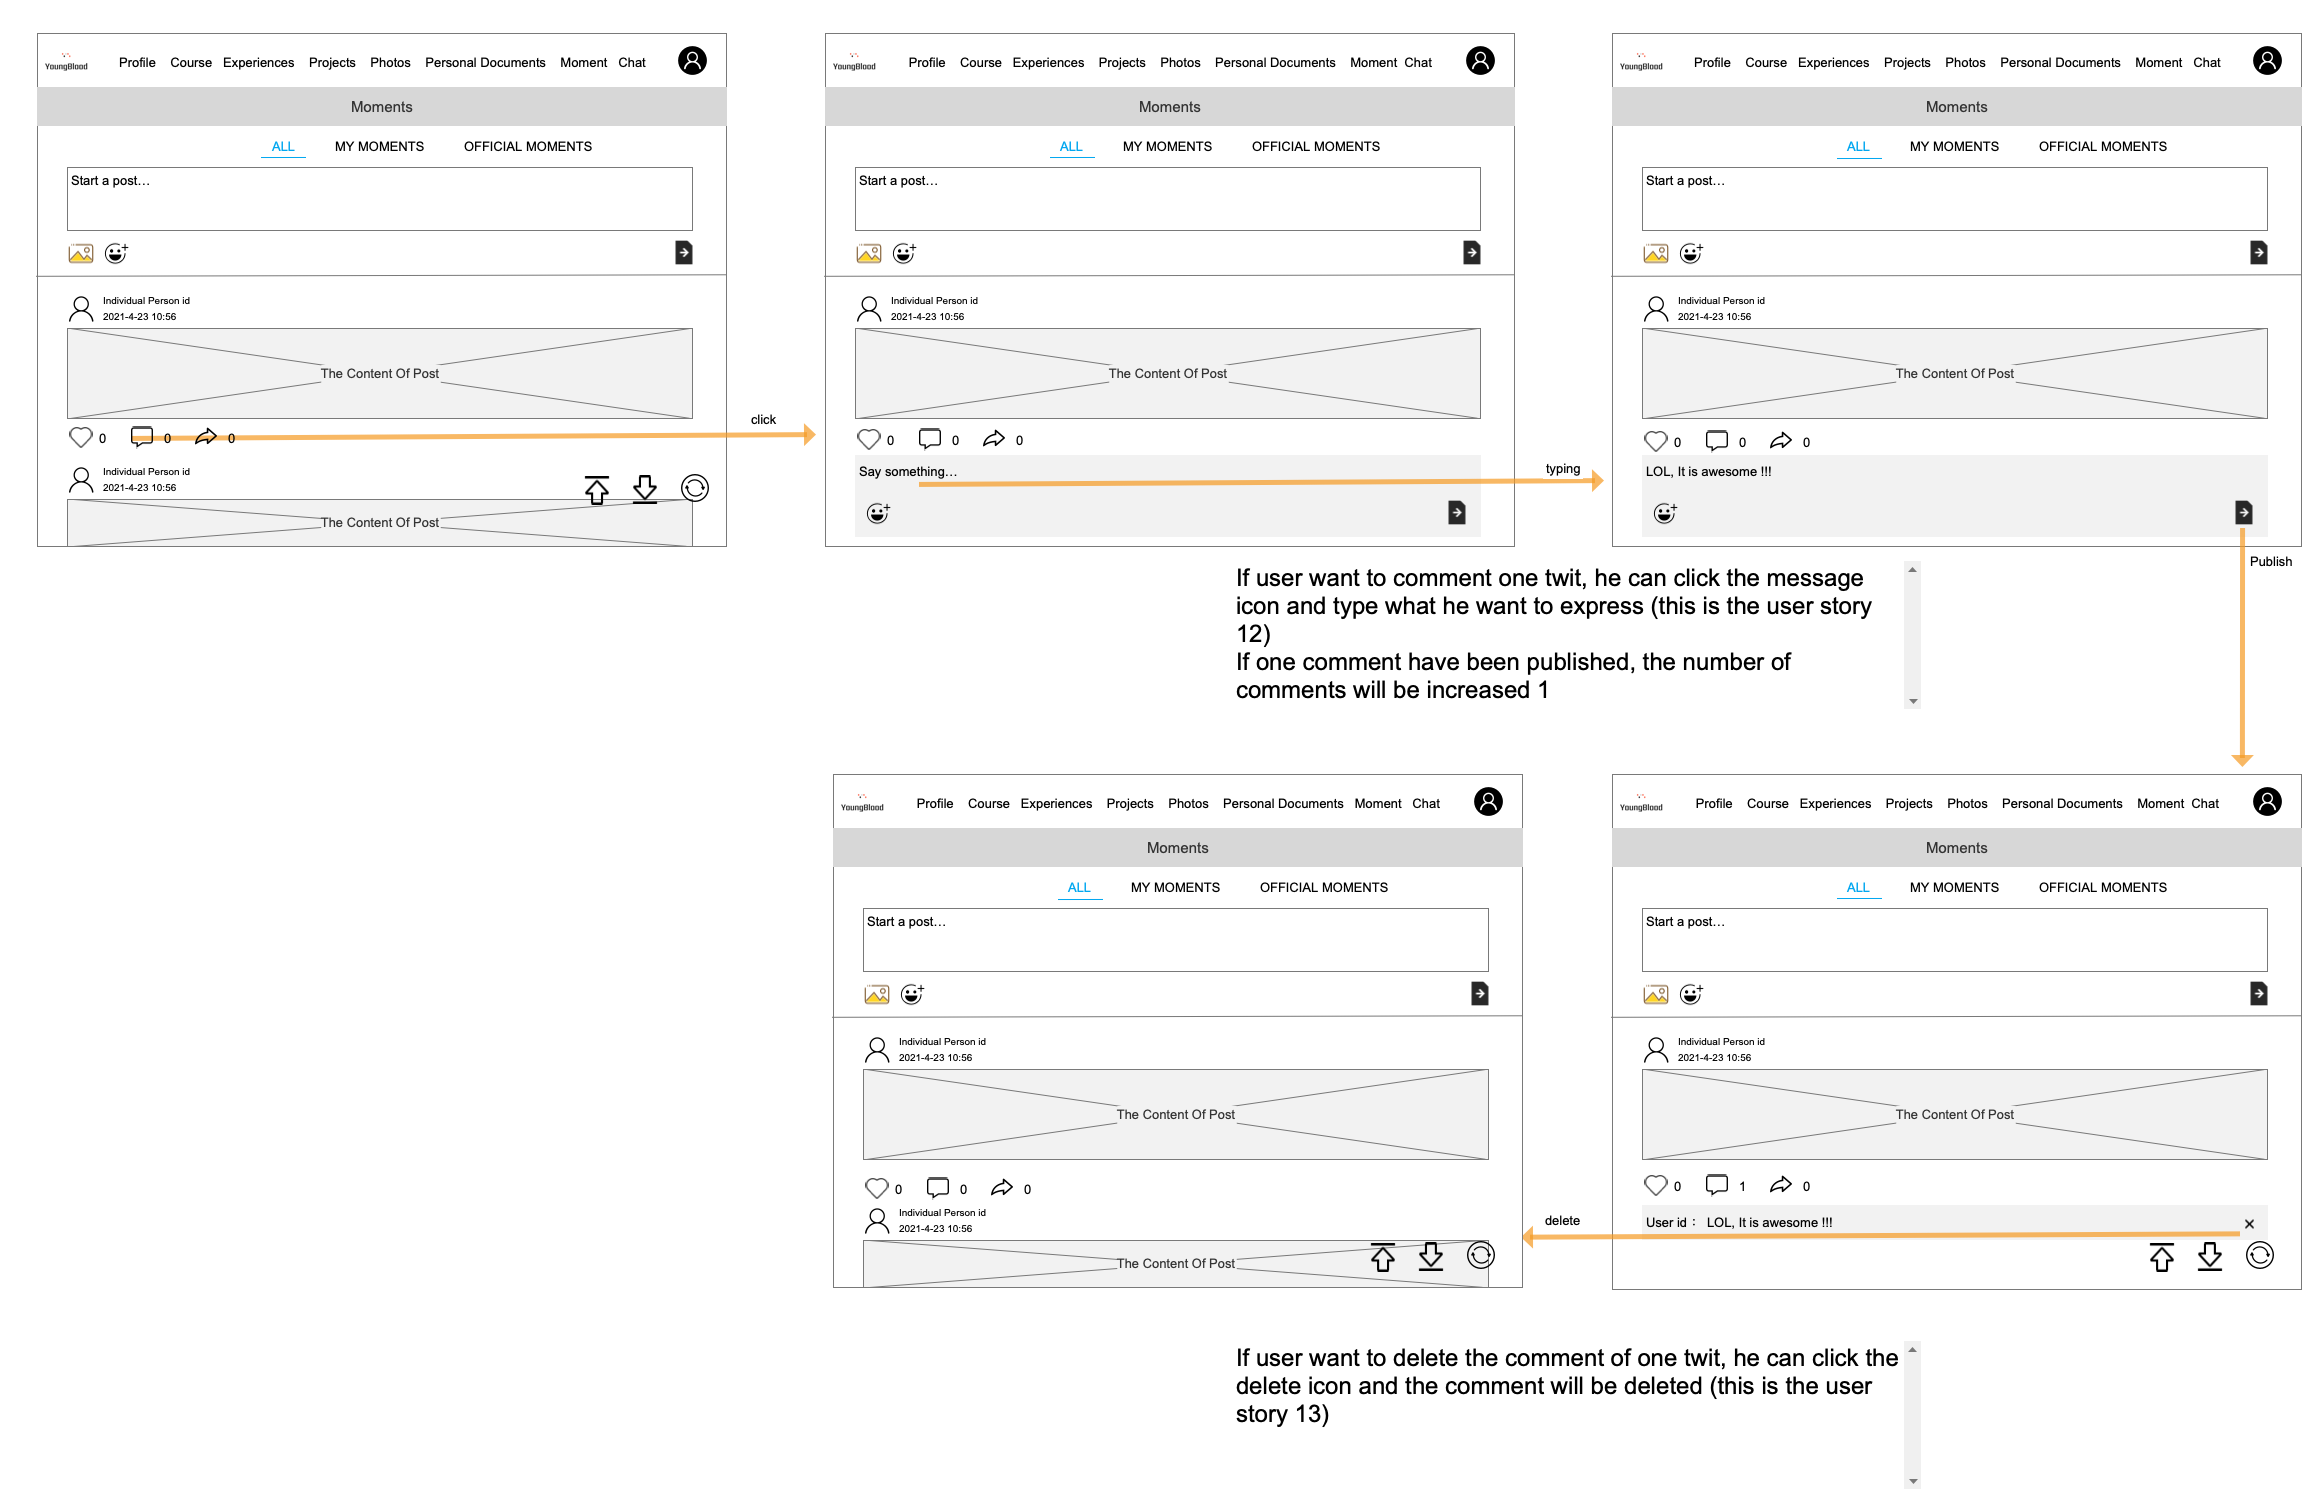 YoungBlood Profile Course Experiences Projects Photos Personal Documents Moment Chat
Moments
ALL MY MOMENTS OFFICIAL MOMENTS
Start a post...
Individual Person id
2021-4-23 10:56
The Content Of Post
0 0 0
Individual Person id
2021-4-23 10:56
The Content Of Post
click
YoungBlood Profile Course Experiences Projects Photos Personal Documents Moment Chat
Moments
ALL MY MOMENTS OFFICIAL MOMENTS
Start a post...
Individual Person id
2021-4-23 10:56
The Content Of Post
0 0 0
Say something...
typing
YoungBlood Profile Course Experiences Projects Photos Personal Documents Moment Chat
Moments
ALL MY MOMENTS OFFICIAL MOMENTS
Start a post...
Individual Person id
2021-4-23 10:56
The Content Of Post
0 0 0
LOL, It is awesome !!!
Publish
If user want to comment one twit, he can click the message
icon and type what he want to express (this is the user story
12)
If one comment have been published, the number of
comments will be increased 1
YoungBlood Profile Course Experiences Projects Photos Personal Documents Moment Chat
Moments
ALL MY MOMENTS OFFICIAL MOMENTS
Start a post...
Individual Person id
2021-4-23 10:56
The Content Of Post
0 1 0
User id： LOL, It is awesome !!!
delete
YoungBlood Profile Course Experiences Projects Photos Personal Documents Moment Chat
Moments
ALL MY MOMENTS OFFICIAL MOMENTS
Start a post...
Individual Person id
2021-4-23 10:56
The Content Of Post
0 0 0
Individual Person id
2021-4-23 10:56
The Content Of Post
If user want to delete the comment of one twit, he can click the
delete icon and the comment will be deleted (this is the user
story 13)